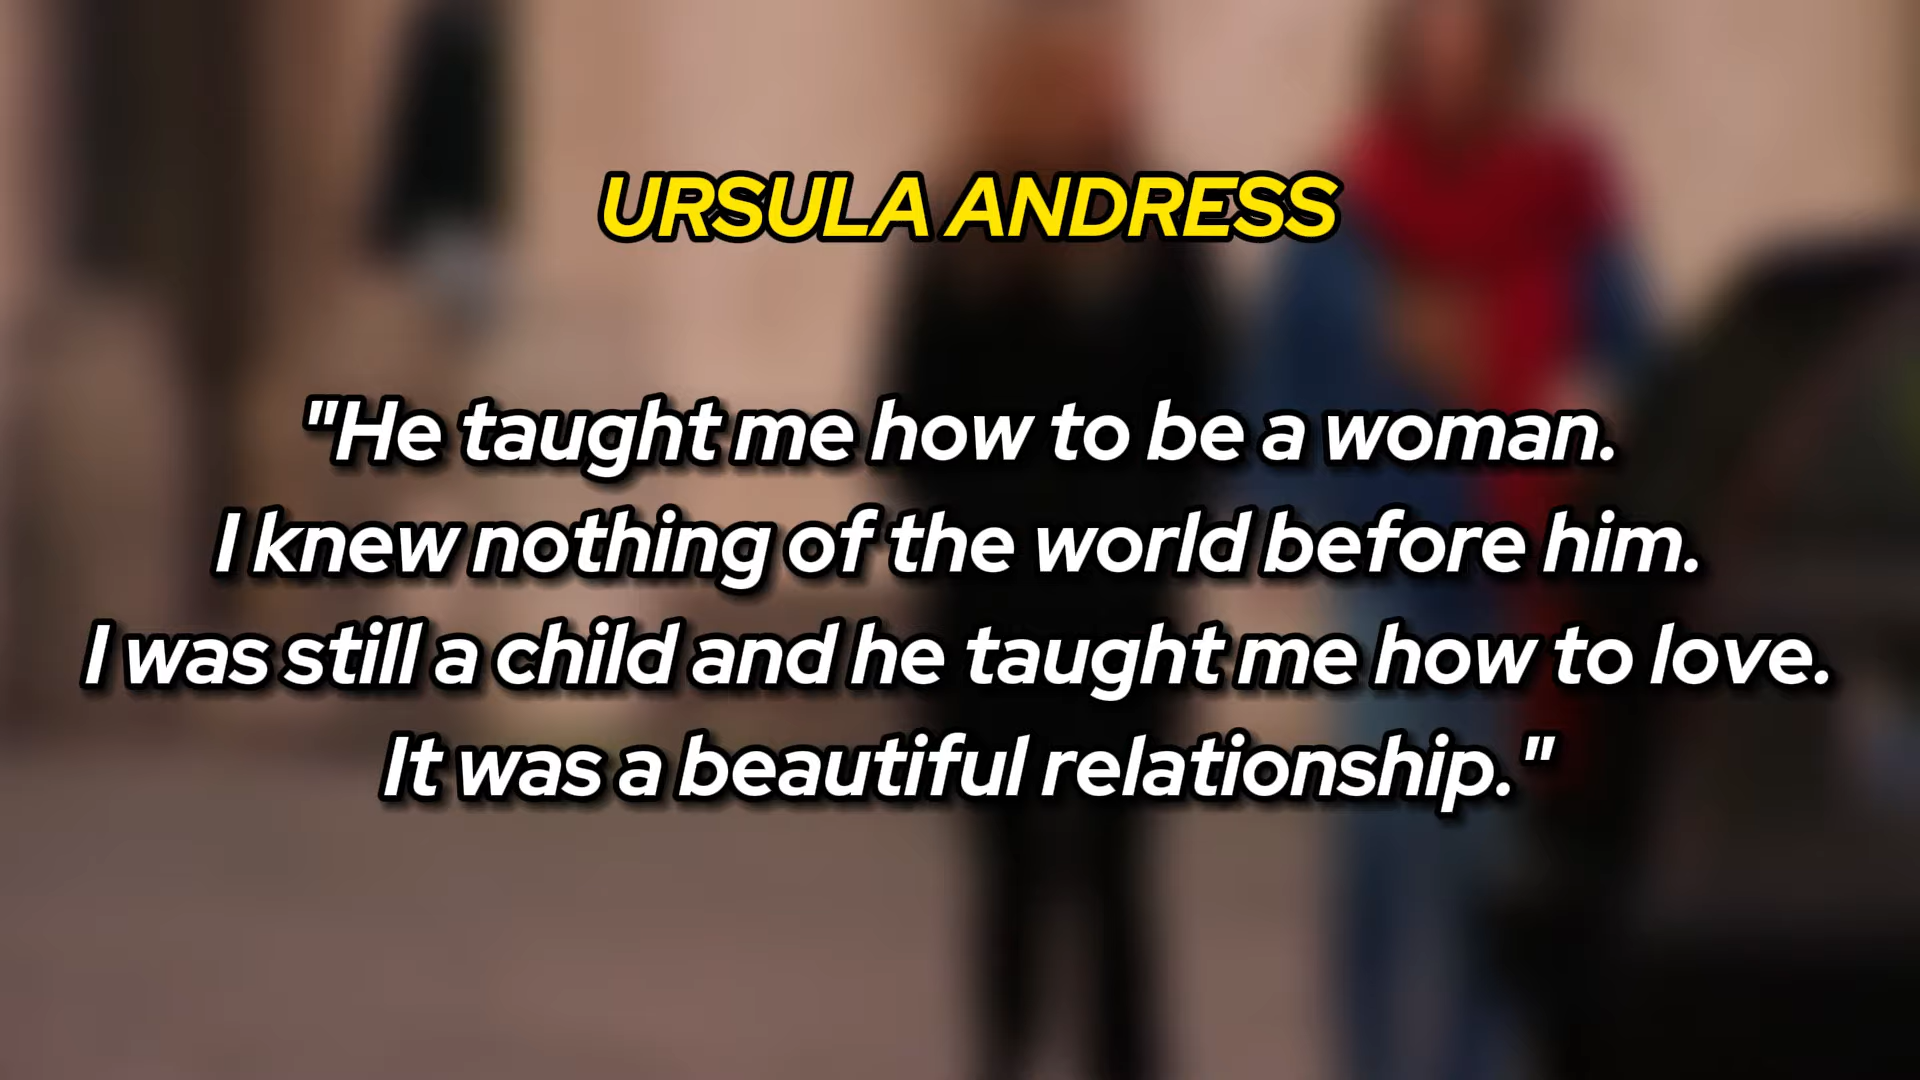 URSULA ANDRESS
"He taught me how to be a woman.
I knew nothing of the world before him.
I was still a child and he taught me how to love.
It was a beautiful relationship."